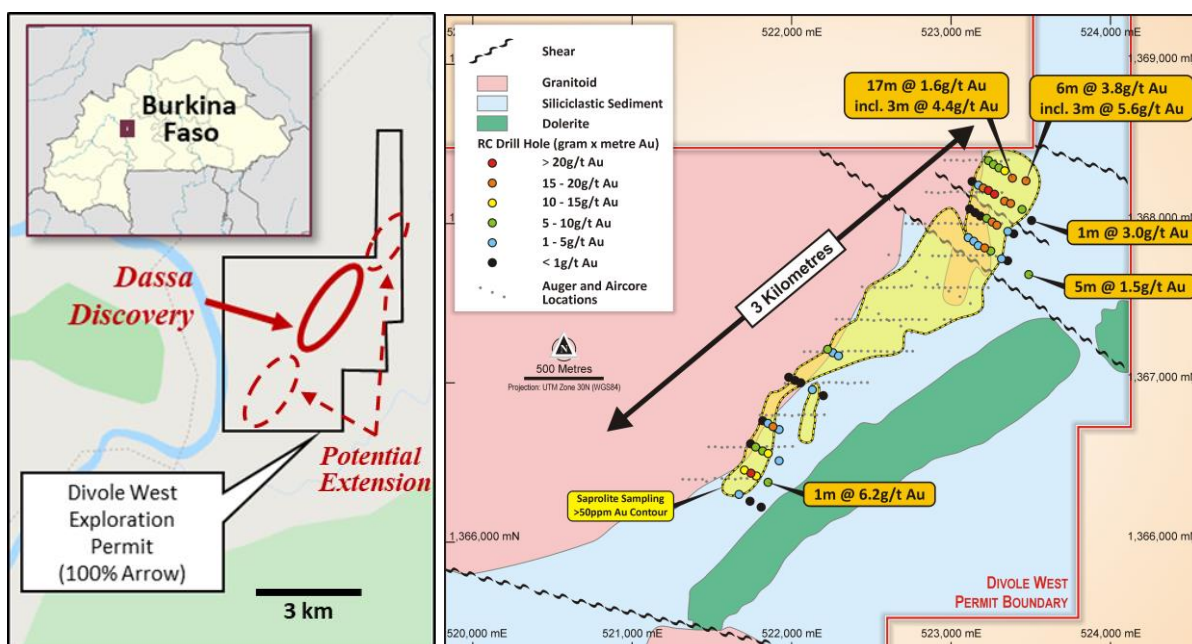 Burkina
Faso
Dassa
Discovery
Potential
Extension
Divole West
Exploration
Permit
(100% Arrow)
3 km
522,000 mE
523,000 mE
524,000 mE
Shear
Granitoid
Siliciclastic Sediment
Dolerite
RC Drill Hole (gram x metre Au)
> 20g/t Au
15 - 20g/t Au
10 - 15g/t Au
5 - 10g/t Au
1 - 5g/t Au
< 1g/t Au
Auger and Aircore
Locations
N
500 Metres
Projection: UTM Zone 30N (WGS84)
1,369,000 mN
17m @ 1.6g/t Au
incl. 3m @ 4.4g/t Au
6m @ 3.8g/t Au
incl. 3m @ 5.6g/t Au
1,368,000 mN
1m @ 3.0g/t Au
5m @ 1.5g/t Au
3 Kilometres
1,367,000 mN
Saprolite Sampling
>50ppm Au Contour
1m @ 6.2g/t Au
1,366,000 mN
1,366,000 mN
DIVOLE WEST
PERMIT BOUNDARY
520,000 mE
521,000 mE
522,000 mE
523,000 mE
524,000 mE